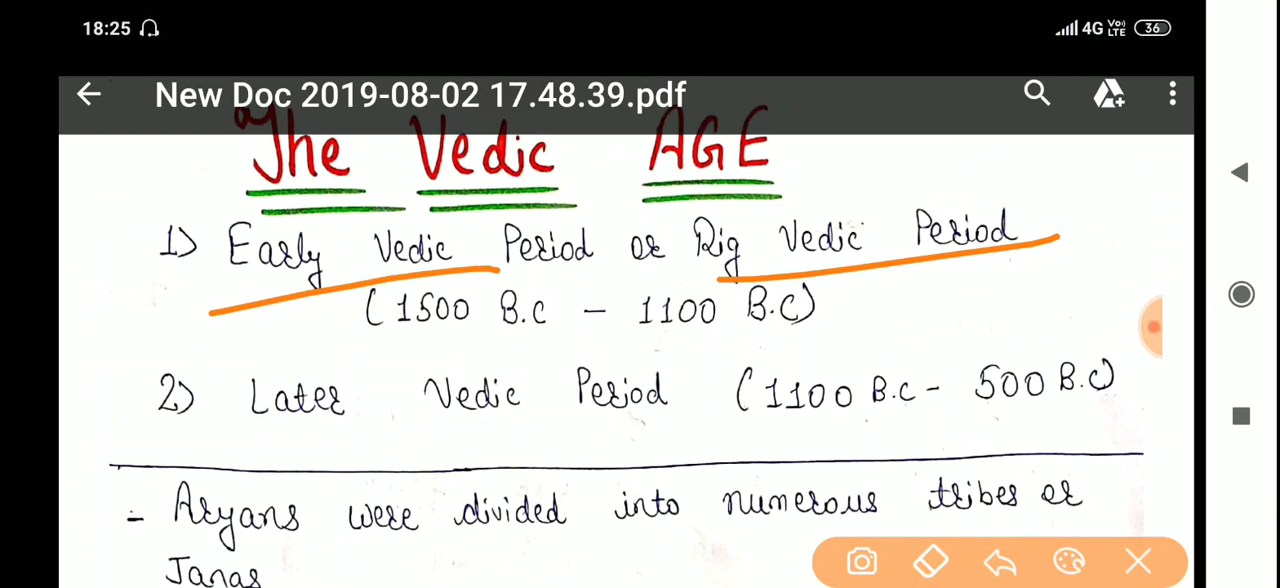 18:25 4G Vo)) LTE 36
New Doc 2019-08-02 17.48.39.pdf
The Vedic AGE
1) Early Vedic Period or Rig Vedic Period
(1500 B.C - 1100 B.C)
2) Later Vedic Period (1100 B.C - 500 B.C)
- Aryans were divided into numerous tribes or
Janas